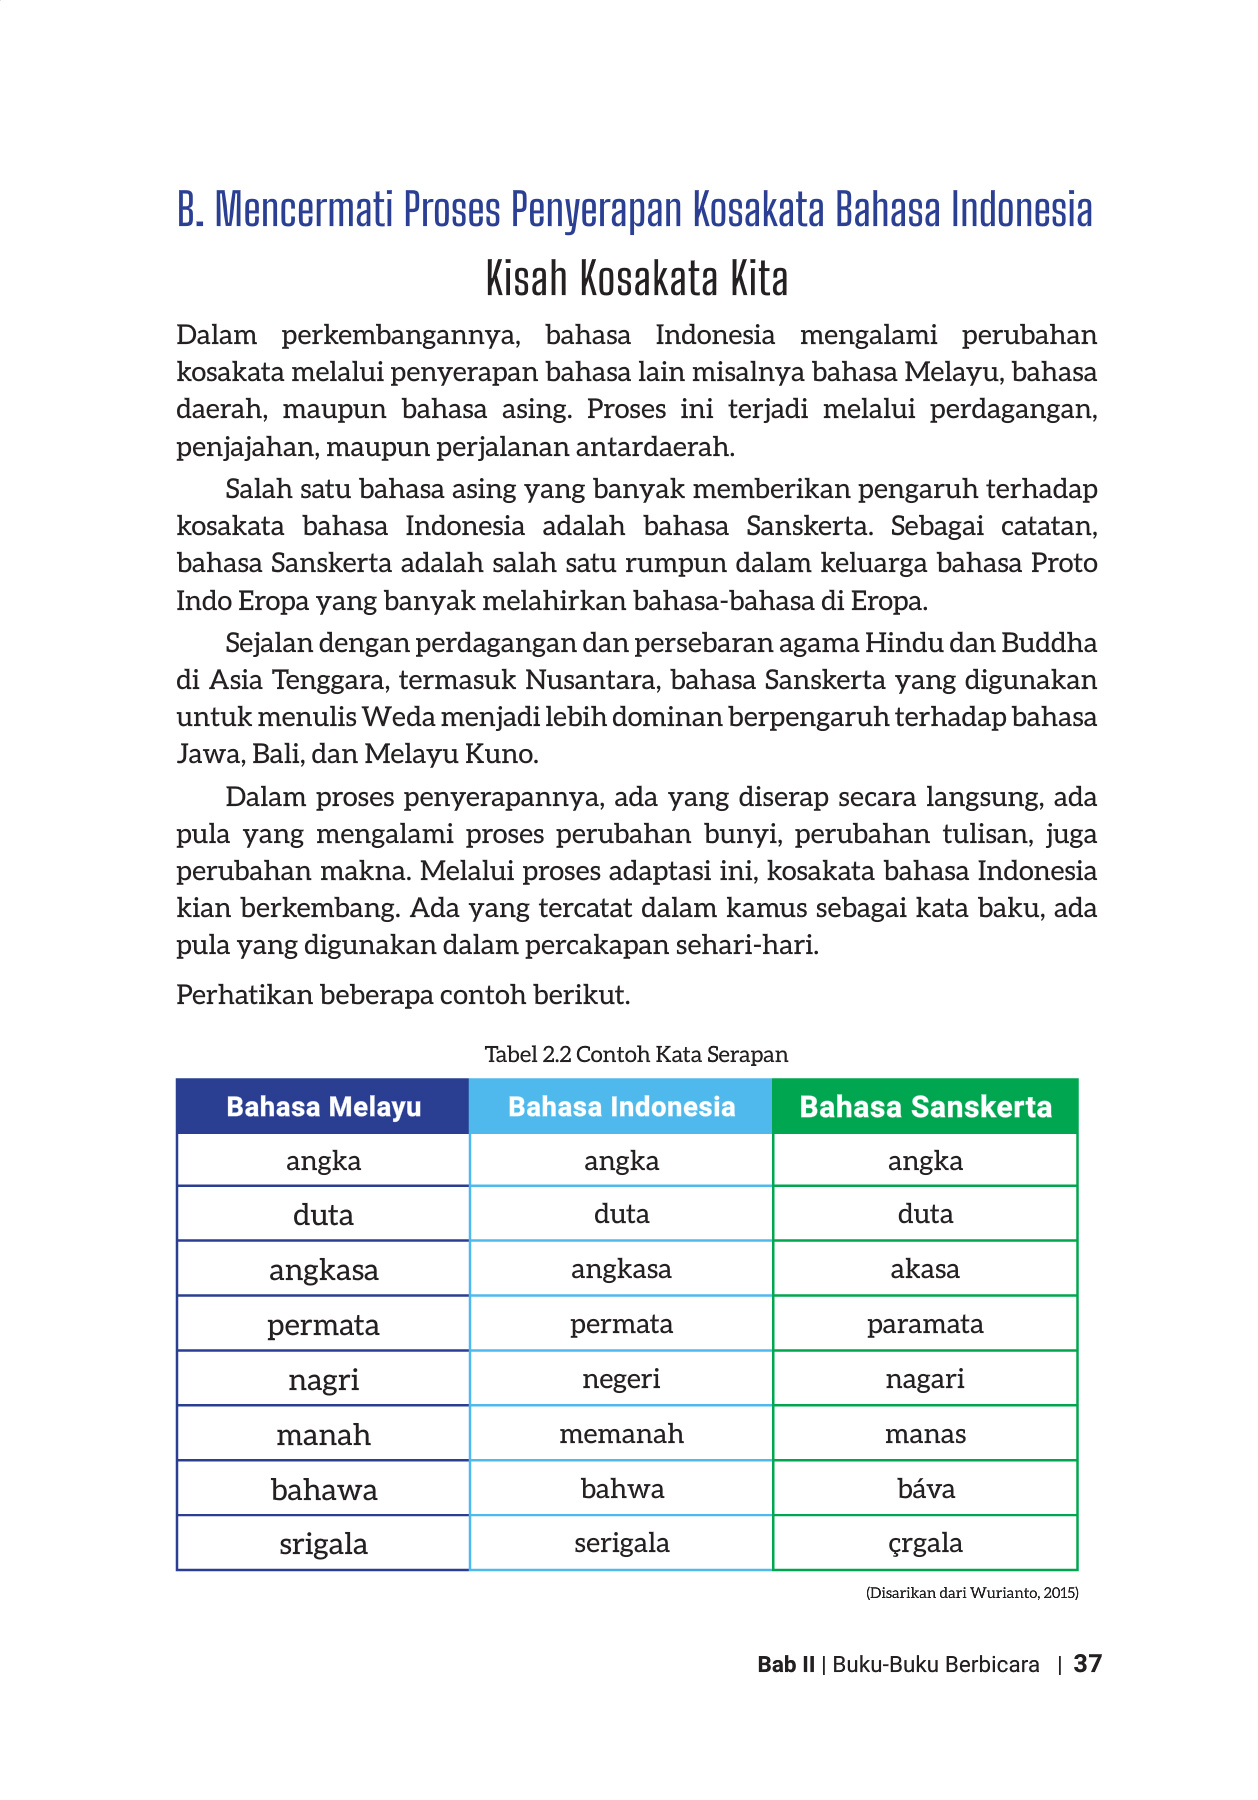 B. Mencermati Proses Penyerapan Kosakata Bahasa Indonesia
Kisah Kosakata Kita
Dalam perkembangannya, bahasa Indonesia mengalami perubahan
kosakata melalui penyerapan bahasa lain misalnya bahasa Melayu, bahasa
daerah, maupun bahasa asing. Proses ini terjadi melalui perdagangan,
penjajahan, maupun perjalanan antardaerah.
Salah satu bahasa asing yang banyak memberikan pengaruh terhadap
kosakata bahasa Indonesia adalah bahasa Sanskerta. Sebagai catatan,
bahasa Sanskerta adalah salah satu rumpun dalam keluarga bahasa Proto
Indo Eropa yang banyak melahirkan bahasa-bahasa di Eropa.
Sejalan dengan perdagangan dan persebaran agama Hindu dan Buddha
di Asia Tenggara, termasuk Nusantara, bahasa Sanskerta yang digunakan
untuk menulis Weda menjadi lebih dominan berpengaruh terhadap bahasa
Jawa, Bali, dan Melayu Kuno.
Dalam proses penyerapannya, ada yang diserap secara langsung, ada
pula yang mengalami proses perubahan bunyi, perubahan tulisan, juga
perubahan makna. Melalui proses adaptasi ini, kosakata bahasa Indonesia
kian berkembang. Ada yang tercatat dalam kamus sebagai kata baku, ada
pula yang digunakan dalam percakapan sehari-hari.
Perhatikan beberapa contoh berikut.
Tabel 2.2 Contoh Kata Serapan
Bahasa Melayu Bahasa Indonesia Bahasa Sanskerta
angka angka angka
duta duta duta
angkasa angkasa akasa
permata permata paramata
nagri negeri nagari
manah memanah manas
bahawa bahwa báva
srigala serigala çrgala
(Disarikan dari Wurianto, 2015)
Bab II | Buku-Buku Berbicara | 37